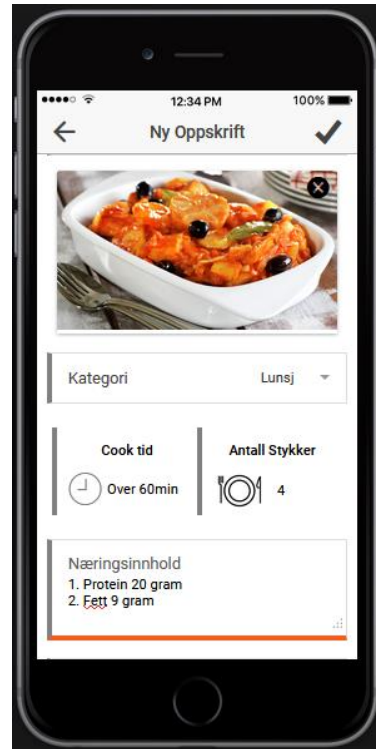 12:34 PM
100%
Ny Oppskrift
Kategori
Lunsj
Cook tid
Antall Stykker
Over 60min
4
Næringsinnhold
1. Protein 20 gram
2. Fett 9 gram